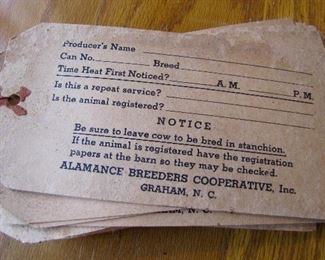 Producer's Name
Can No. Breed
Time Heat First Noticed? A. M. P. M.
Is this a repeat service?
Is the animal registered?
NOTICE
Be sure to leave cow to be bred in stanchion.
If the animal is registered have the registration
papers at the barn so they may be checked.
ALAMANCE BREEDERS COOPERATIVE, Inc.
GRAHAM, N. C.
HAM, N. C.